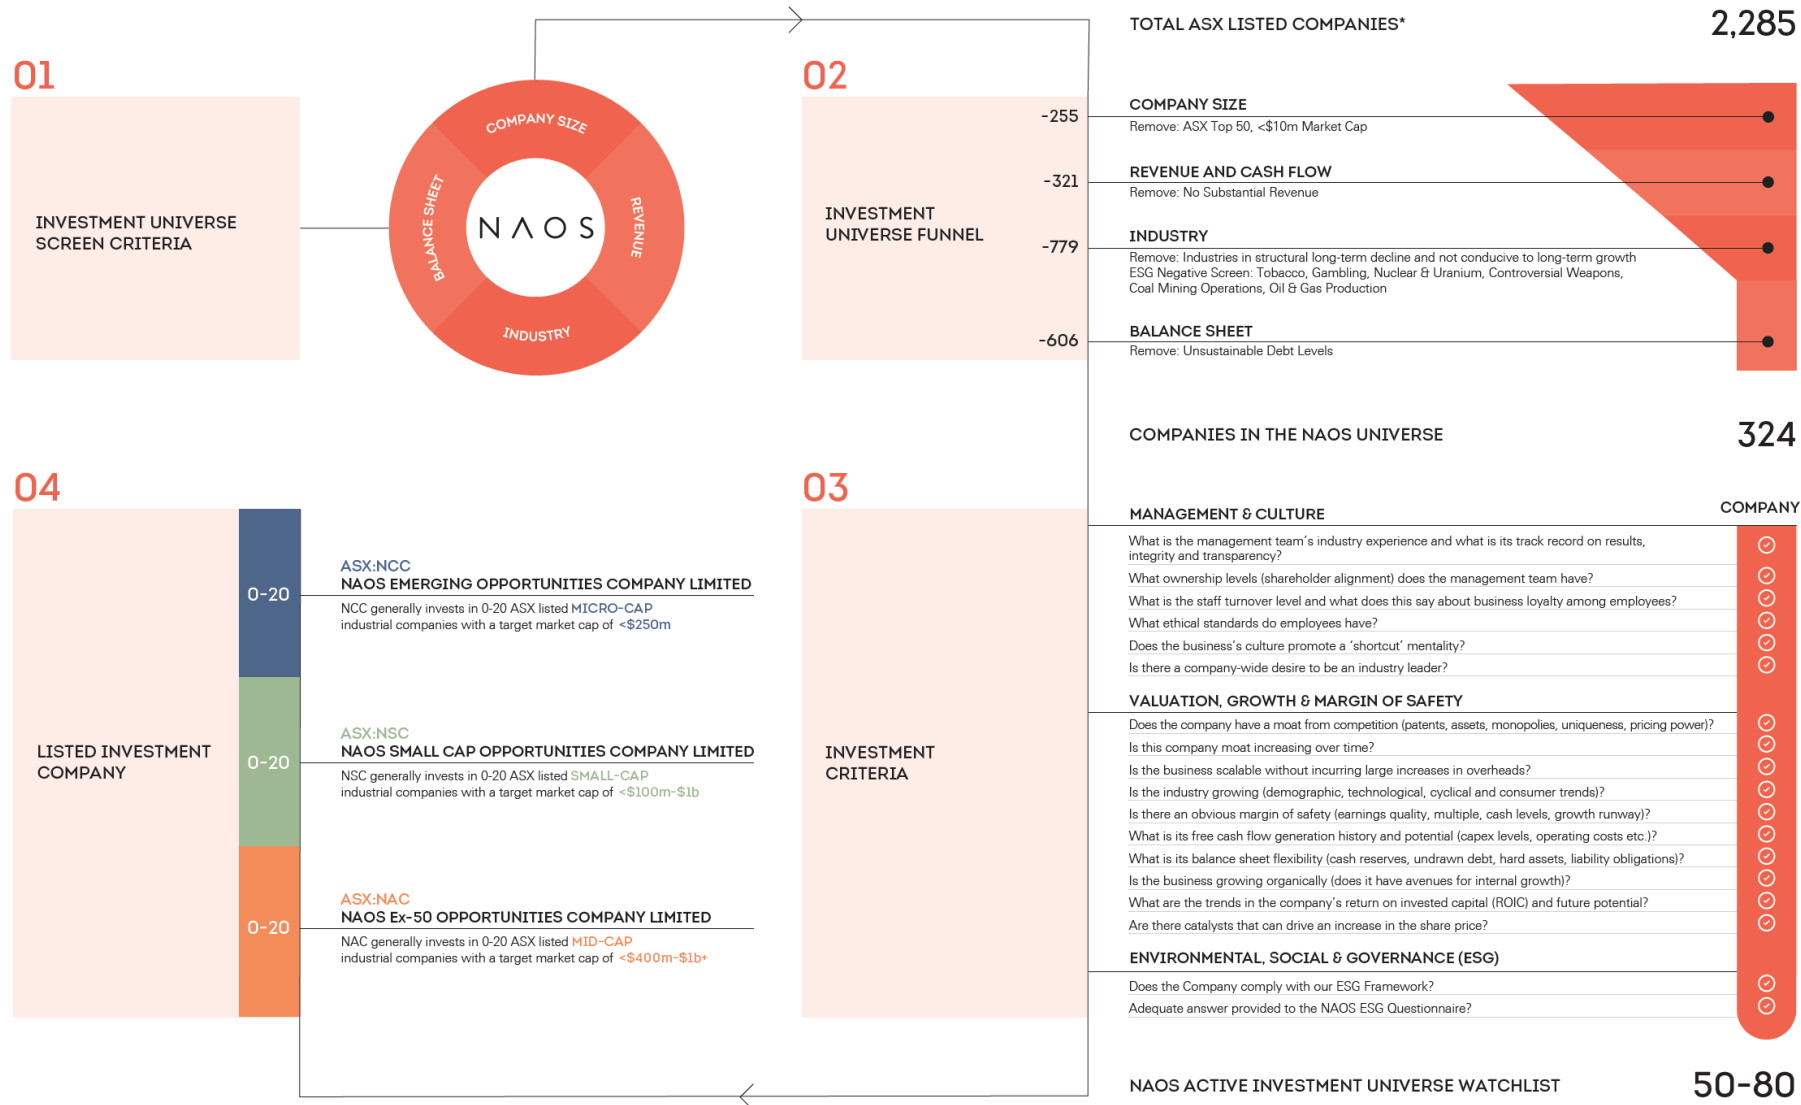 01
INVESTMENT UNIVERSE
SCREEN CRITERIA
COMPANY SIZE
REVENUE
INDUSTRY
BALANCE SHEET
NAOS
02
INVESTMENT
UNIVERSE FUNNEL
TOTAL ASX LISTED COMPANIES* 2,285
-255
COMPANY SIZE
Remove: ASX Top 50, <$10m Market Cap
-321
REVENUE AND CASH FLOW
Remove: No Substantial Revenue
-779
INDUSTRY
Remove: Industries in structural long-term decline and not conducive to long-term growth
ESG Negative Screen: Tobacco, Gambling, Nuclear & Uranium, Controversial Weapons,
Coal Mining Operations, Oil & Gas Production
-606
BALANCE SHEET
Remove: Unsustainable Debt Levels
COMPANIES IN THE NAOS UNIVERSE 324
03
INVESTMENT
CRITERIA
COMPANY
MANAGEMENT & CULTURE
What is the management team's industry experience and what is its track record on results,
integrity and transparency?
What ownership levels (shareholder alignment) does the management team have?
What is the staff turnover level and what does this say about business loyalty among employees?
What ethical standards do employees have?
Does the business's culture promote a 'shortcut' mentality?
Is there a company-wide desire to be an industry leader?
VALUATION, GROWTH & MARGIN OF SAFETY
Does the company have a moat from competition (patents, assets, monopolies, uniqueness, pricing power)?
Is this company moat increasing over time?
Is the business scalable without incurring large increases in overheads?
Is the industry growing (demographic, technological, cyclical and consumer trends)?
Is there an obvious margin of safety (earnings quality, multiple, cash levels, growth runway)?
What is its free cash flow generation history and potential (capex levels, operating costs etc.)?
What is its balance sheet flexibility (cash reserves, undrawn debt, hard assets, liability obligations)?
Is the business growing organically (does it have avenues for internal growth)?
What are the trends in the company's return on invested capital (ROIC) and future potential?
Are there catalysts that can drive an increase in the share price?
ENVIRONMENTAL, SOCIAL & GOVERNANCE (ESG)
Does the Company comply with our ESG Framework?
Adequate answer provided to the NAOS ESG Questionnaire?
NAOS ACTIVE INVESTMENT UNIVERSE WATCHLIST 50-80
04
LISTED INVESTMENT
COMPANY
0-20
ASX:NCC
NAOS EMERGING OPPORTUNITIES COMPANY LIMITED
NCC generally invests in 0-20 ASX listed MICRO-CAP
industrial companies with a target market cap of <$250m
0-20
ASX:NSC
NAOS SMALL CAP OPPORTUNITIES COMPANY LIMITED
NSC generally invests in 0-20 ASX listed SMALL-CAP
industrial companies with a target market cap of <$100m-$1b
0-20
ASX:NAC
NAOS Ex-50 OPPORTUNITIES COMPANY LIMITED
NAC generally invests in 0-20 ASX listed MID-CAP
industrial companies with a target market cap of <$400m-$1b+